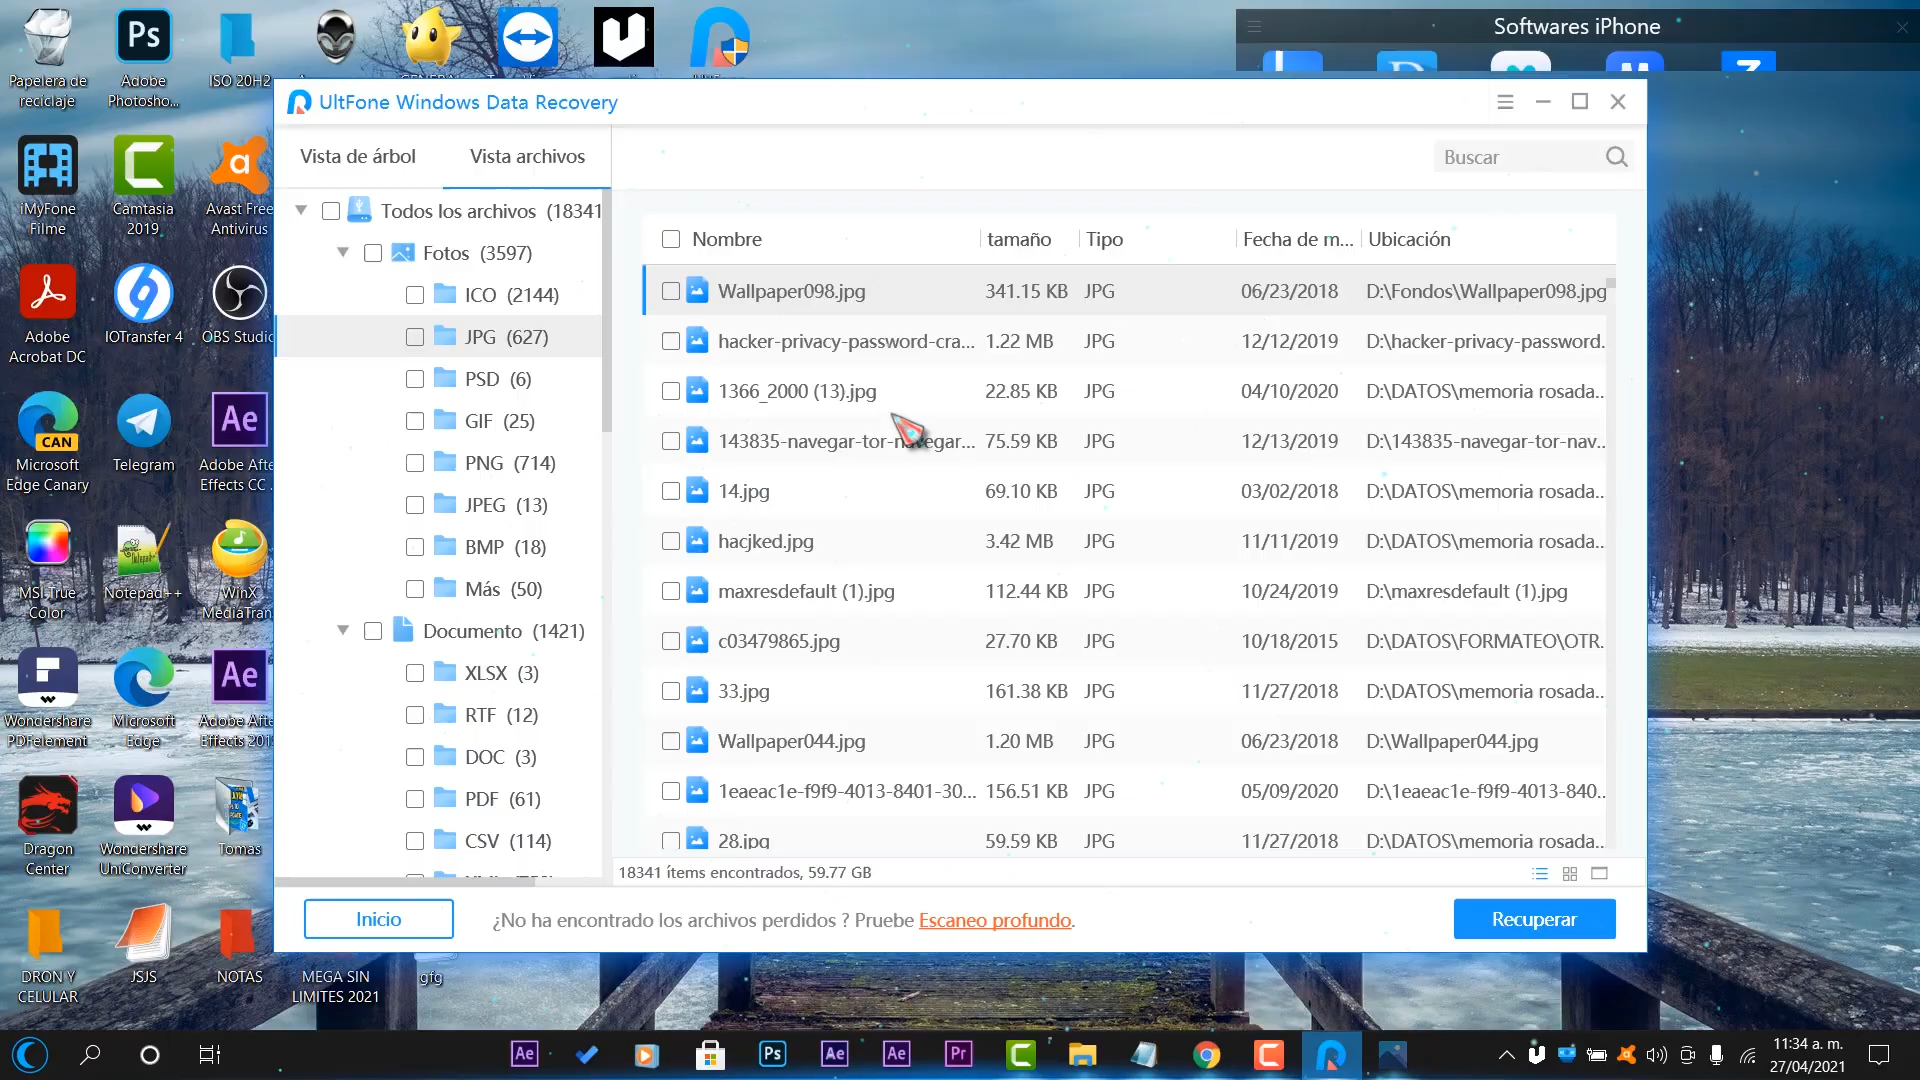 Papelera de reciclaje
Adobe Photosho...
Ps
ISO 20H2
Softwares iPhone
iMyFone Filme
Camtasia 2019
Avast Free Antivirus
Adobe Acrobat DC
IOTransfer 4
OBS Studio
Microsoft Edge Canary
CAN
Telegram
Ae
Adobe Afte Effects CC .
MSI True Color
Notepad++
WinX MediaTran
Wondershare PDFelement
Microsoft Edge
Ae
Adobe Afte Effects 201
Dragon Center
Wondershare UniConverter
Tomas
DRON Y CELULAR
JSJS
NOTAS
MEGA SIN LIMITES 2021
gfg
UltFone Windows Data Recovery
Vista de árbol
Vista archivos
Buscar
Todos los archivos (18341
Fotos (3597)
ICO (2144)
JPG (627)
PSD (6)
GIF (25)
PNG (714)
JPEG (13)
BMP (18)
Más (50)
Documento (1421)
XLSX (3)
RTF (12)
DOC (3)
PDF (61)
CSV (114)
Nombre tamaño Tipo Fecha de m... Ubicación
Wallpaper098.jpg 341.15 KB JPG 06/23/2018 D:\Fondos\Wallpaper098.jpg
hacker-privacy-password-cra... 1.22 MB JPG 12/12/2019 D:\hacker-privacy-password.
1366_2000 (13).jpg 22.85 KB JPG 04/10/2020 D:\DATOS\memoria rosada..
143835-navegar-tor-navegar... 75.59 KB JPG 12/13/2019 D:\143835-navegar-tor-nav..
14.jpg 69.10 KB JPG 03/02/2018 D:\DATOS\memoria rosada..
hacjked.jpg 3.42 MB JPG 11/11/2019 D:\DATOS\memoria rosada..
maxresdefault (1).jpg 112.44 KB JPG 10/24/2019 D:\maxresdefault (1).jpg
c03479865.jpg 27.70 KB JPG 10/18/2015 D:\DATOS\FORMATEO\OTR.
33.jpg 161.38 KB JPG 11/27/2018 D:\DATOS\memoria rosada..
Wallpaper044.jpg 1.20 MB JPG 06/23/2018 D:\Wallpaper044.jpg
1eaeac1e-f9f9-4013-8401-30... 156.51 KB JPG 05/09/2020 D:\1eaeac1e-f9f9-4013-840..
28.jpg 59.59 KB JPG 11/27/2018 D:\DATOS\memoria rosada..
18341 ítems encontrados, 59.77 GB
Inicio
¿No ha encontrado los archivos perdidos ? Pruebe Escaneo profundo.
Recuperar
Ae
Ps
Ae
Ae
Pr
11:34 a. m.
27/04/2021